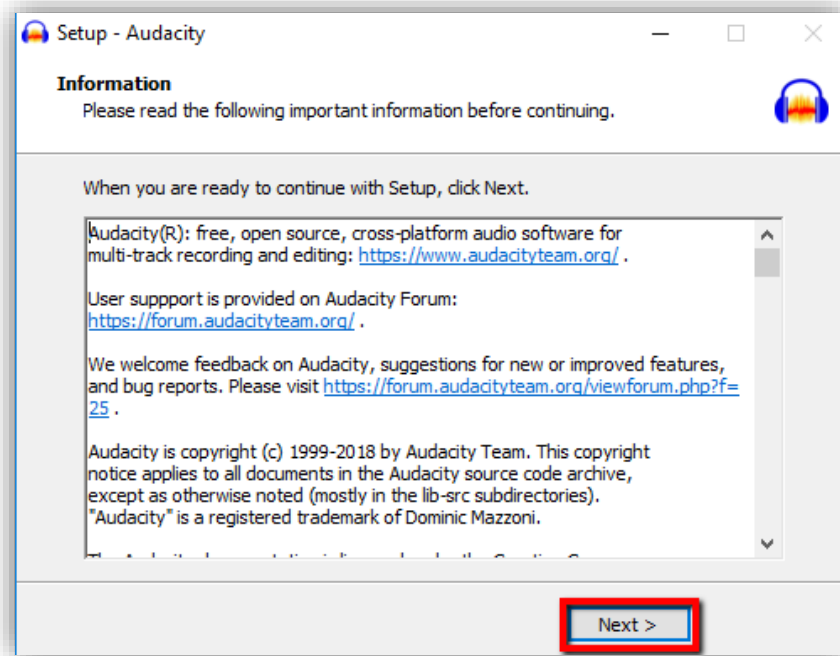 Setup - Audacity
Information
Please read the following important information before continuing.
When you are ready to continue with Setup, click Next.
Audacity(R): free, open source, cross-platform audio software for
multi-track recording and editing: https://www.audacityteam.org/ .
User suppport is provided on Audacity Forum:
https://forum.audacityteam.org/ .
We welcome feedback on Audacity, suggestions for new or improved features,
and bug reports. Please visit https://forum.audacityteam.org/viewforum.php?f=
25 .
Audacity is copyright (c) 1999-2018 by Audacity Team. This copyright
notice applies to all documents in the Audacity source code archive,
except as otherwise noted (mostly in the lib-src subdirectories).
"Audacity" is a registered trademark of Dominic Mazzoni.
Next >